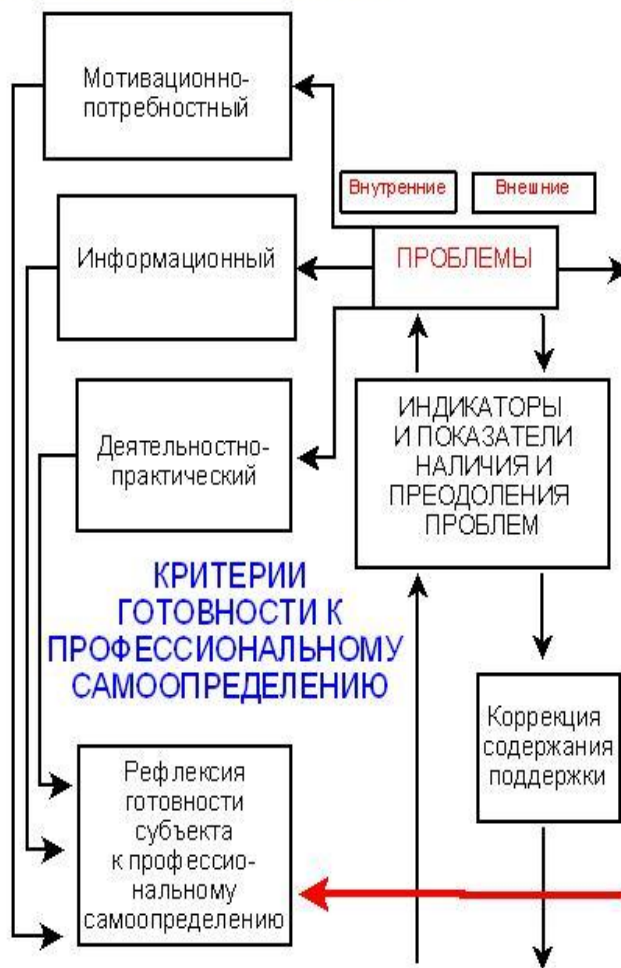 Мотивационно-
потребностный
Внутренние
Внешние
Информационный
ПРОБЛЕМЫ
Деятельностно-
практический
ИНДИКАТОРЫ
И ПОКАЗАТЕЛИ
НАЛИЧИЯ И
ПРЕОДОЛЕНИЯ
ПРОБЛЕМ
КРИТЕРИИ
ГОТОВНОСТИ К
ПРОФЕССИОНАЛЬНОМУ
САМООПРЕДЕЛЕНИЮ
Коррекция
содержания
поддержки
Рефлексия
готовности
субъекта
к профессио-
нальному
самоопределению